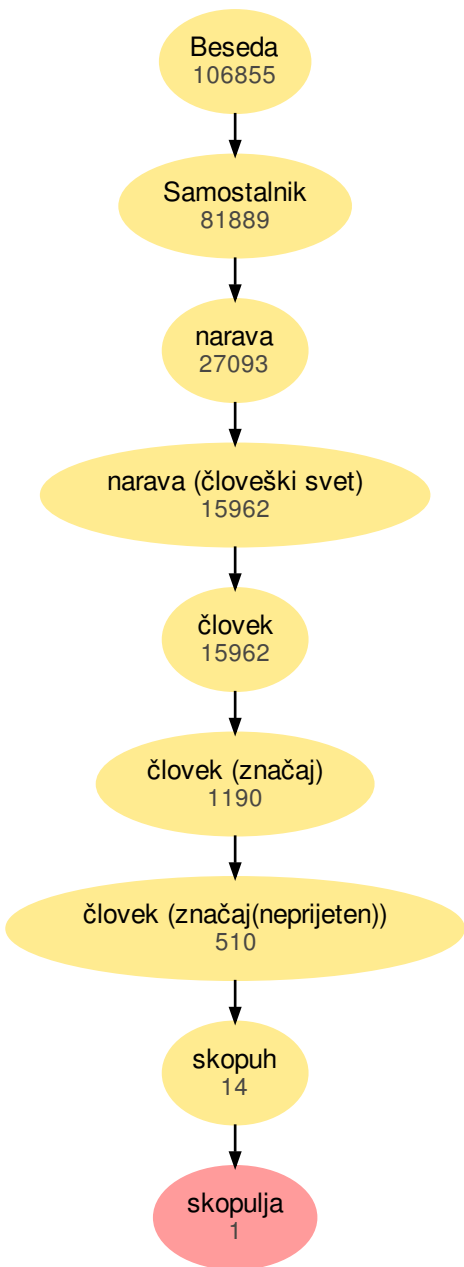 Beseda
106855
Samostalnik
81889
narava
27093
narava (človeški svet)
15962
človek
15962
človek (značaj)
1190
človek (značaj(neprijeten))
510
skopuh
14
skopulja
1